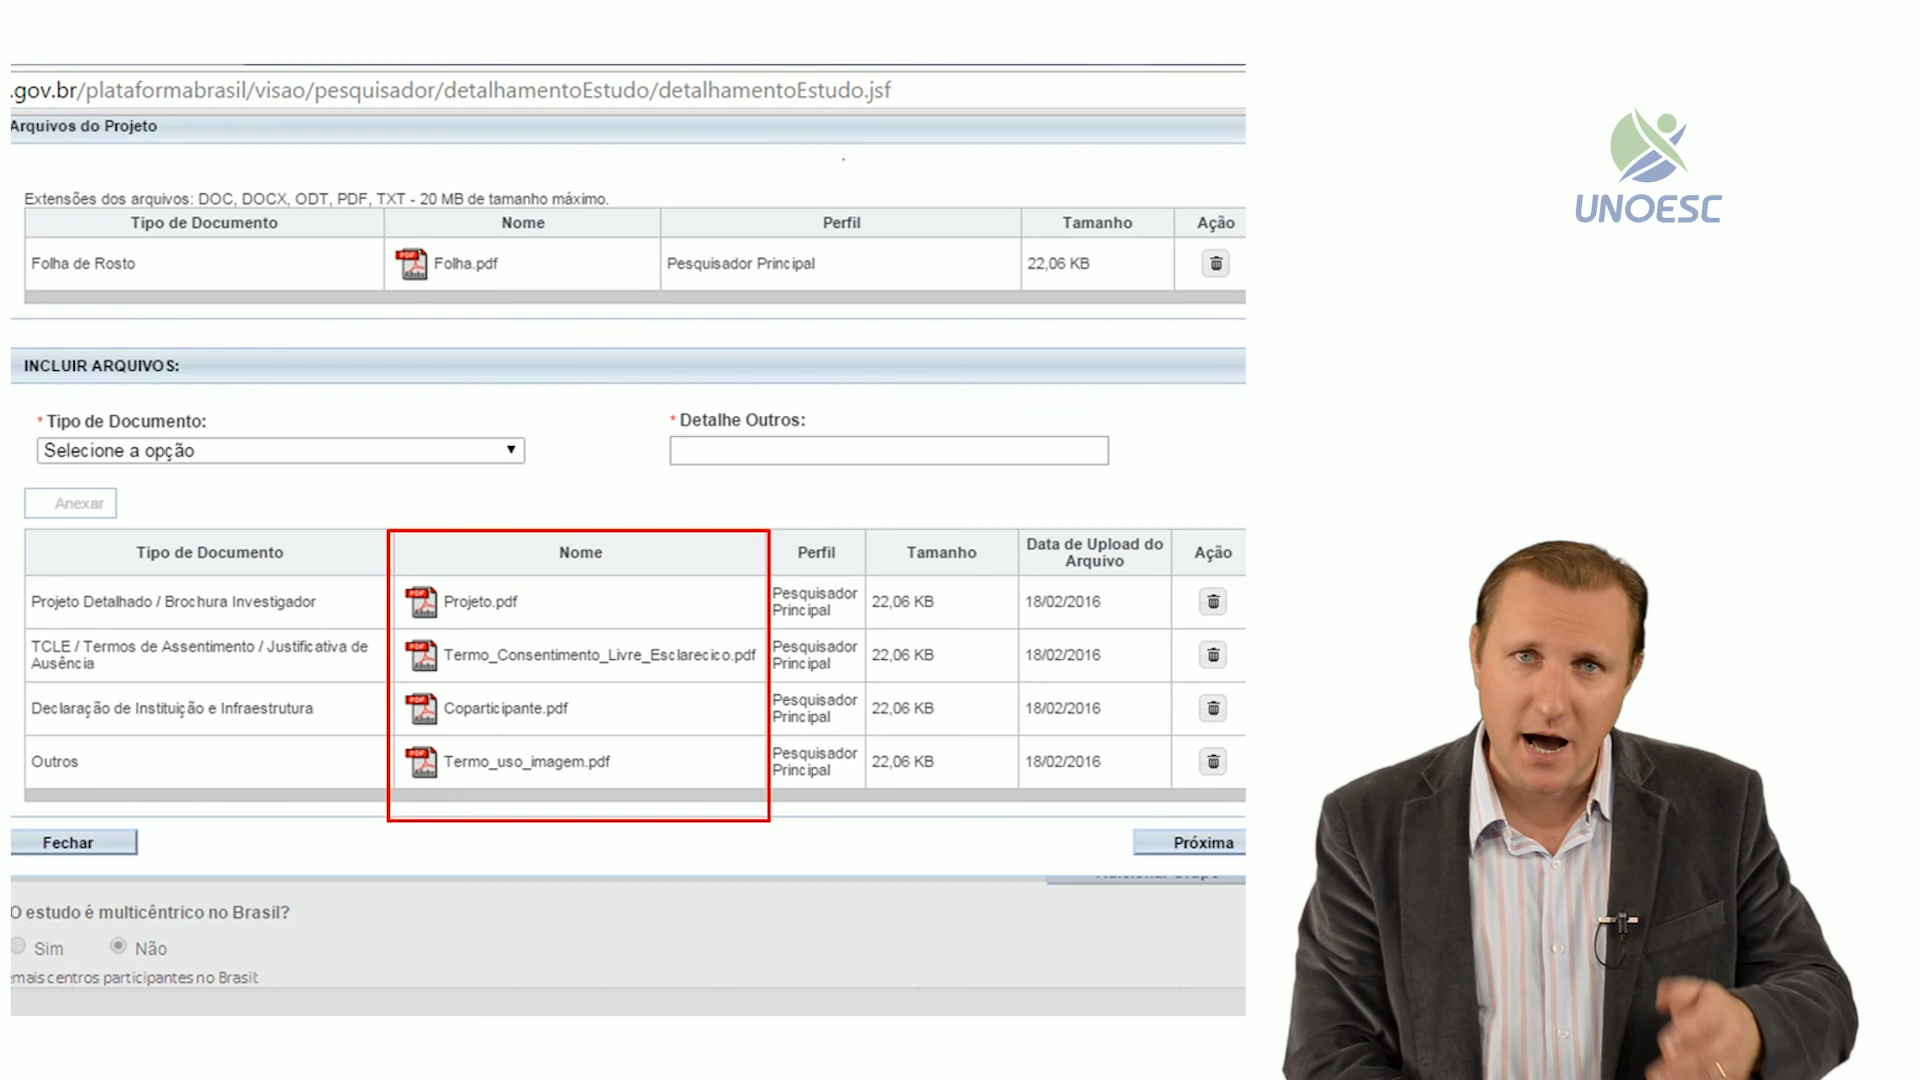 .gov.br/plataformabrasil/visao/pesquisador/detalhamentoEstudo/detalhamentoEstudo.jsf
Arquivos do Projeto
UNOESC
Extensões dos arquivos: DOC, DOCX, ODT, PDF, TXT - 20 MB de tamanho máximo.
Tipo de Documento Nome Perfil Tamanho Ação
Folha de Rosto Folha.pdf Pesquisador Principal 22,06 KB
INCLUIR ARQUIVOS:
* Tipo de Documento: * Detalhe Outros:
Selecione a opção
Anexar
Tipo de Documento Nome Perfil Tamanho Data de Upload do Arquivo Ação
Projeto Detalhado / Brochura Investigador Projeto.pdf Pesquisador Principal 22,06 KB 18/02/2016
TCLE / Termos de Assentimento / Justificativa de Ausência Termo_Consentimento_Livre_Esclarecico.pdf Pesquisador Principal 22,06 KB 18/02/2016
Declaração de Instituição e Infraestrutura Coparticipante.pdf Pesquisador Principal 22,06 KB 18/02/2016
Outros Termo_uso_imagem.pdf Pesquisador Principal 22,06 KB 18/02/2016
Fechar Próxima
O estudo é multicêntrico no Brasil?
Sim Não
emais centros participantes no Brasil: